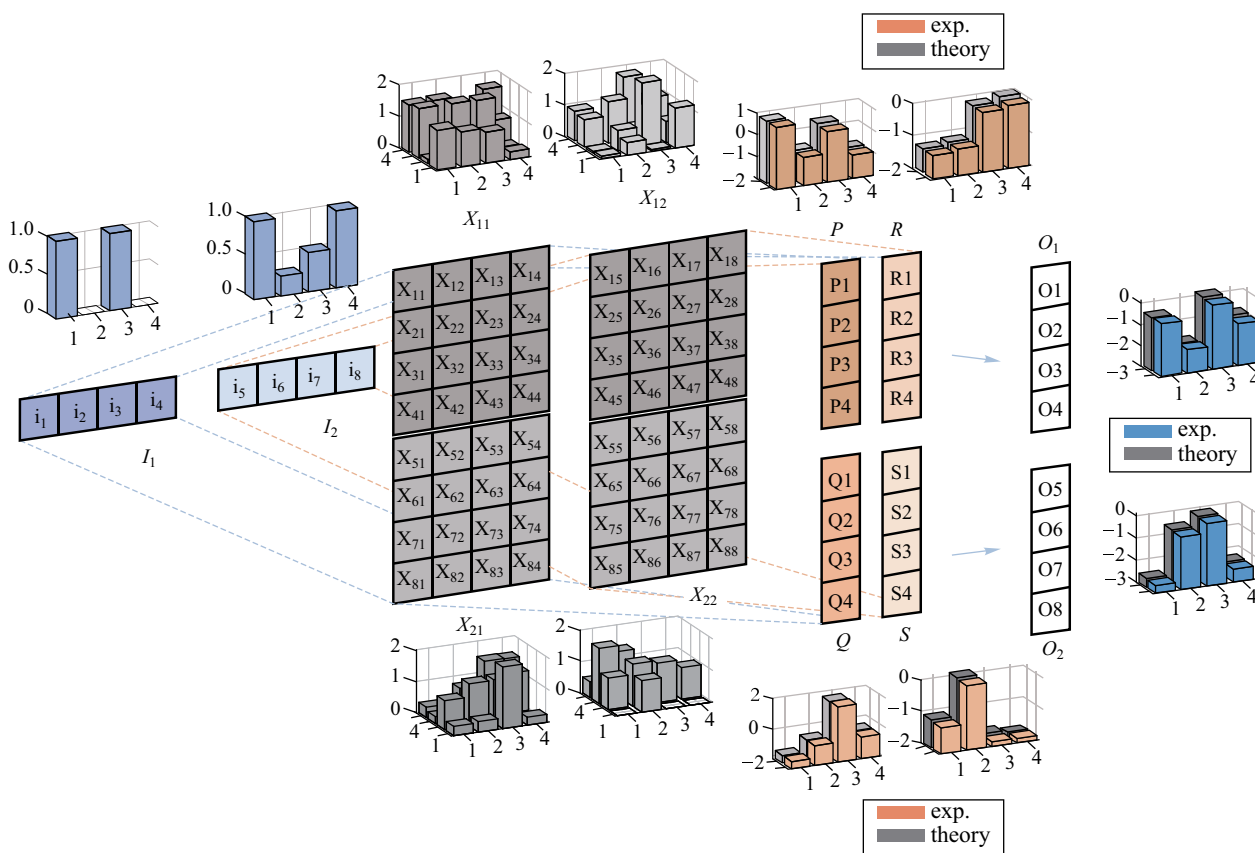 exp.
theory
2
1
0
4
1
1
2
3
4
X11
2
1
0
4
1
1
2
3
4
X12
1
0
−1
−2
1
2
3
4
P
0
−1
−2
1
2
3
4
R
1.0
0.5
0
1
2
3
4
1.0
0.5
0
1
2
3
4
i1 i2 i3 i4
I1
i5 i6 i7 i8
I2
X11 X12 X13 X14
X21 X22 X23 X24
X31 X32 X33 X34
X41 X42 X43 X44
X51 X52 X53 X54
X61 X62 X63 X64
X71 X72 X73 X74
X81 X82 X83 X84
X21
X15 X16 X17 X18
X25 X26 X27 X28
X35 X36 X37 X38
X45 X46 X47 X48
X55 X56 X57 X58
X65 X66 X67 X68
X75 X76 X77 X78
X85 X86 X87 X88
X22
P1
P2
P3
P4
R1
R2
R3
R4
Q1
Q2
Q3
Q4
Q
S1
S2
S3
S4
S
O1
O1
O2
O3
O4
O5
O6
O7
O8
O2
0
−1
−2
−3
1
2
3
4
exp.
theory
0
−1
−2
−3
1
2
3
4
2
1
0
4
1
1
2
3
4
2
1
0
4
1
1
2
3
4
2
0
−2
1
2
3
4
0
−1
−2
1
2
3
4
exp.
theory